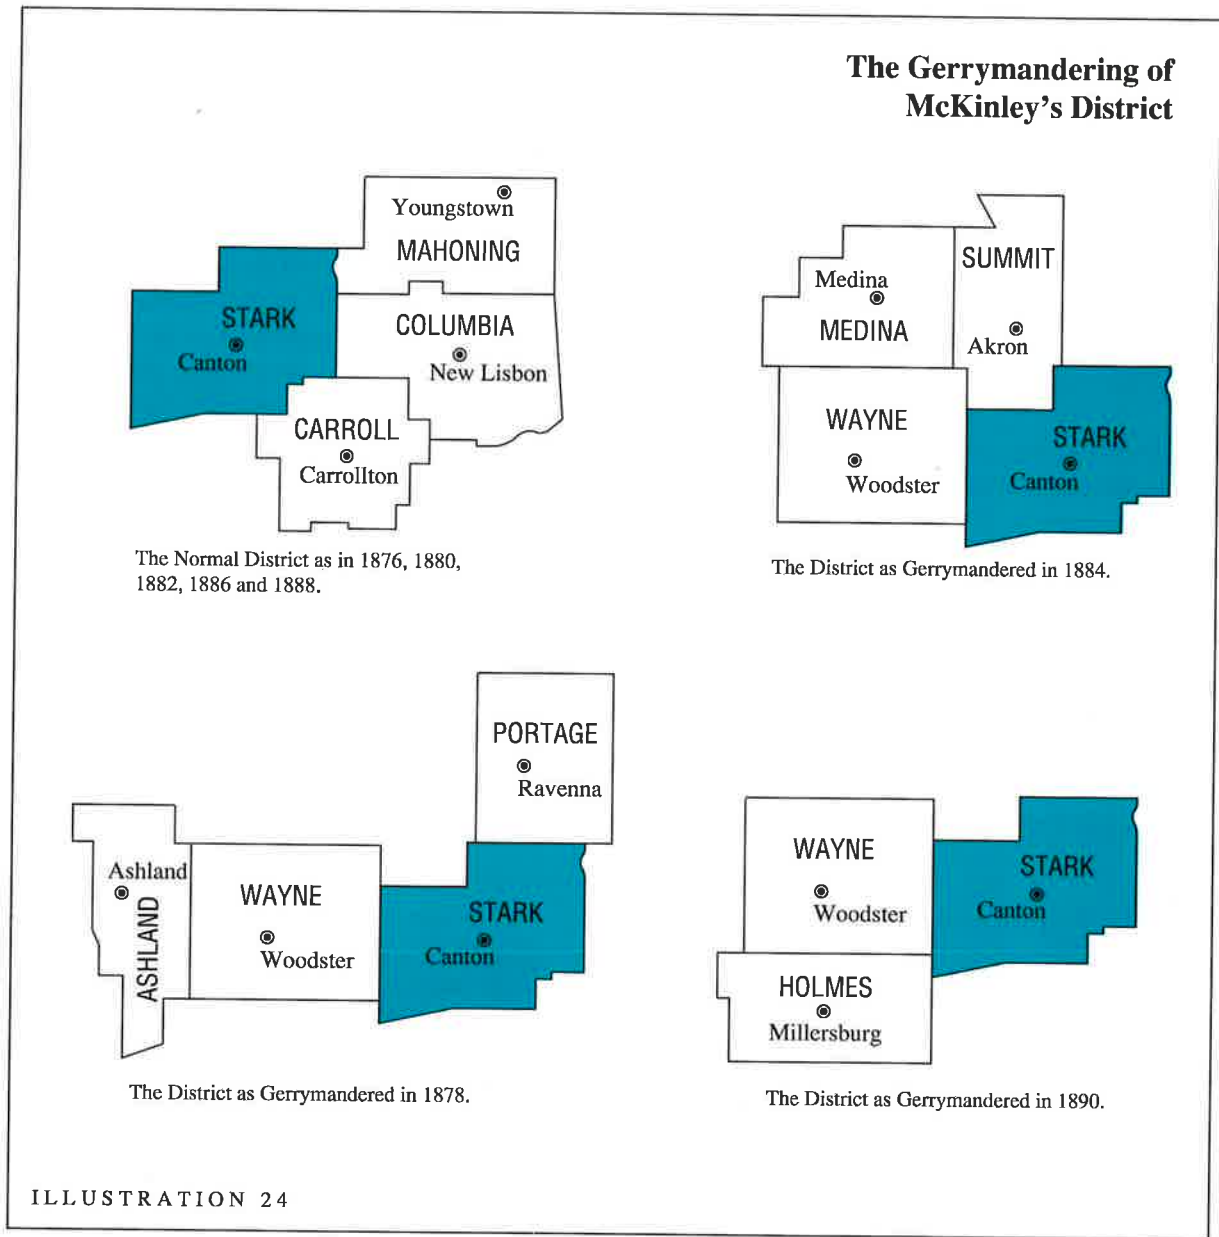 The Gerrymandering of
McKinley's District
Youngstown
MAHONING
STARK
Canton
COLUMBIA
New Lisbon
CARROLL
Carrollton
The Normal District as in 1876, 1880,
1882, 1886 and 1888.
SUMMIT
Medina
MEDINA
Akron
WAYNE
Woodster
STARK
Canton
The District as Gerrymandered in 1884.
PORTAGE
Ravenna
Ashland
ASHLAND
WAYNE
Woodster
STARK
Canton
The District as Gerrymandered in 1878.
WAYNE
Woodster
STARK
Canton
HOLMES
Millersburg
The District as Gerrymandered in 1890.
ILLUSTRATION 24